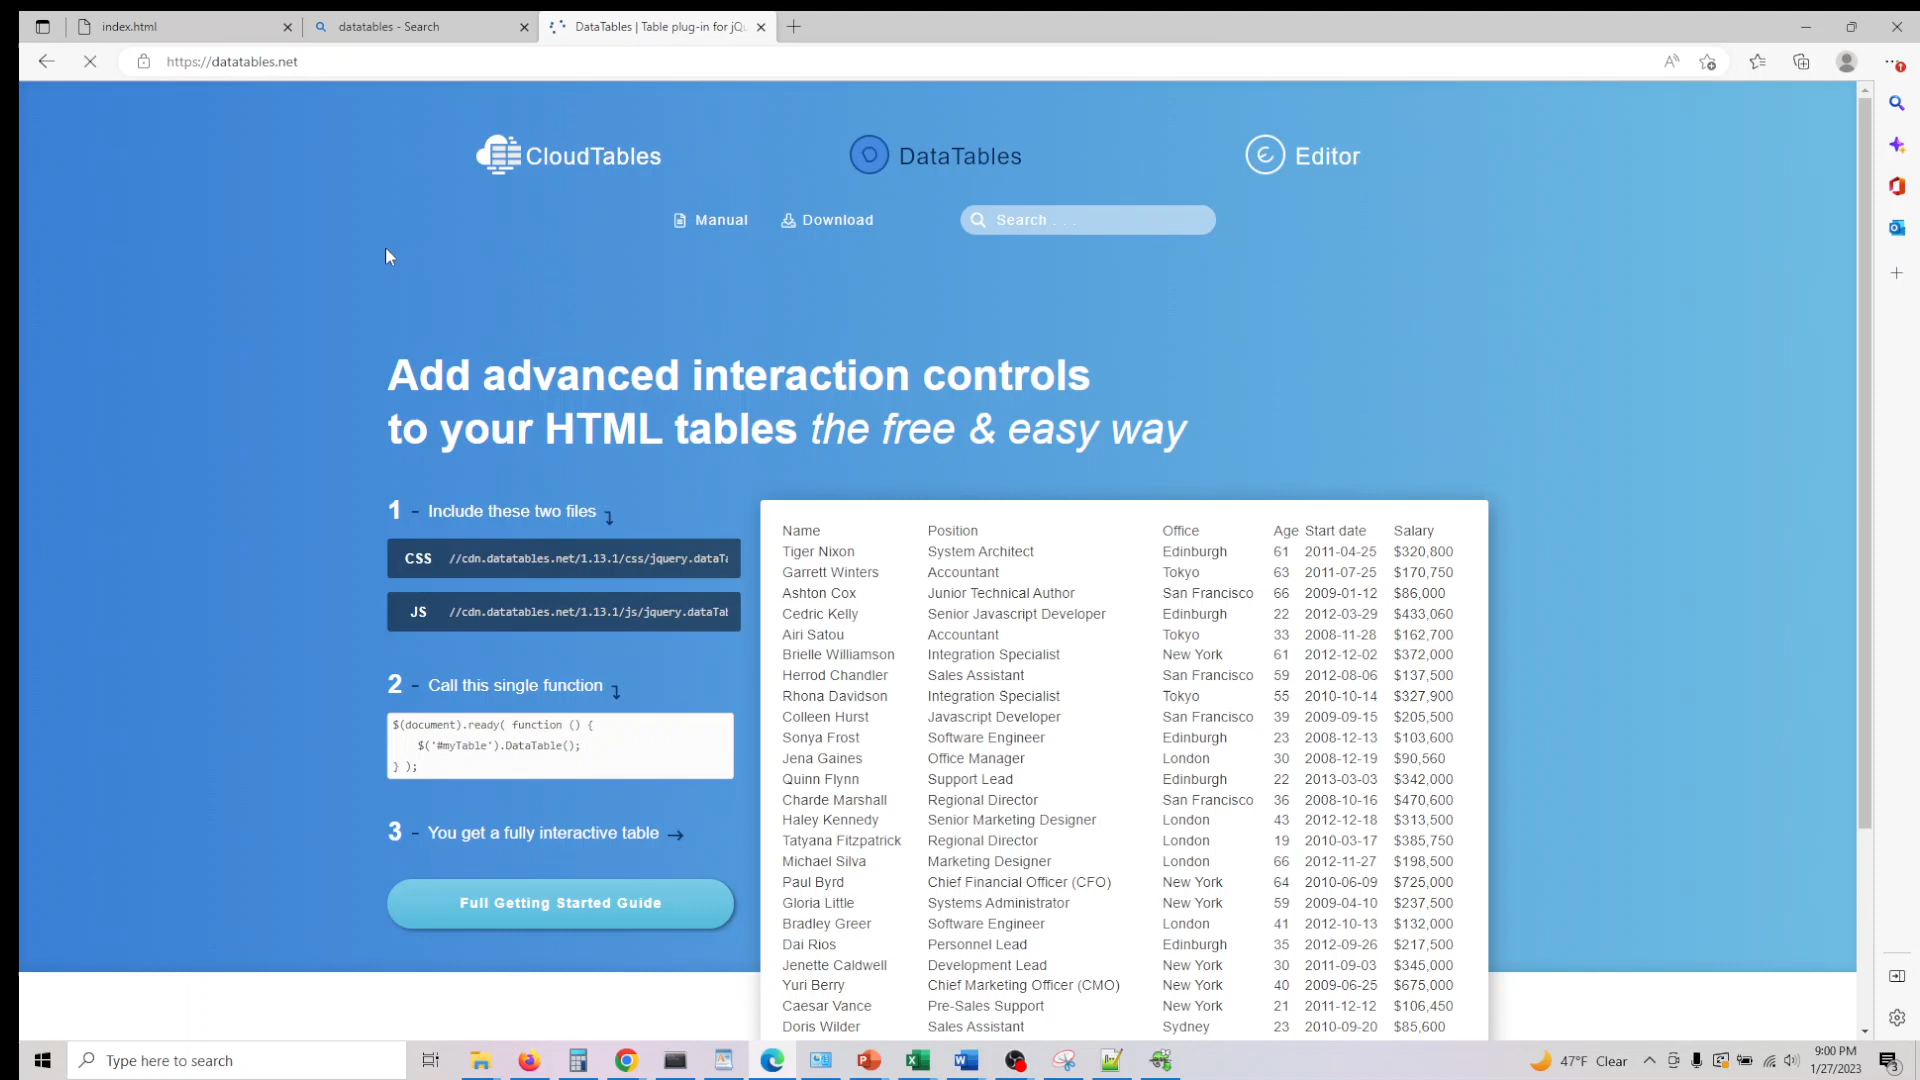 index.html
datatables - Search
DataTables | Table plug-in for jQu
https://datatables.net
CloudTables
DataTables
Editor
Manual
Download
Search . . .
Add advanced interaction controls
to your HTML tables the free & easy way
1 - Include these two files
CSS //cdn.datatables.net/1.13.1/css/jquery.dataTa
JS //cdn.datatables.net/1.13.1/js/jquery.dataTab
2 - Call this single function
$(document).ready( function () {
$('#myTable').DataTable();
} );
3 - You get a fully interactive table
Full Getting Started Guide
Name Position Office Age Start date Salary
Tiger Nixon System Architect Edinburgh 61 2011-04-25 $320,800
Garrett Winters Accountant Tokyo 63 2011-07-25 $170,750
Ashton Cox Junior Technical Author San Francisco 66 2009-01-12 $86,000
Cedric Kelly Senior Javascript Developer Edinburgh 22 2012-03-29 $433,060
Airi Satou Accountant Tokyo 33 2008-11-28 $162,700
Brielle Williamson Integration Specialist New York 61 2012-12-02 $372,000
Herrod Chandler Sales Assistant San Francisco 59 2012-08-06 $137,500
Rhona Davidson Integration Specialist Tokyo 55 2010-10-14 $327,900
Colleen Hurst Javascript Developer San Francisco 39 2009-09-15 $205,500
Sonya Frost Software Engineer Edinburgh 23 2008-12-13 $103,600
Jena Gaines Office Manager London 30 2008-12-19 $90,560
Quinn Flynn Support Lead Edinburgh 22 2013-03-03 $342,000
Charde Marshall Regional Director San Francisco 36 2008-10-16 $470,600
Haley Kennedy Senior Marketing Designer London 43 2012-12-18 $313,500
Tatyana Fitzpatrick Regional Director London 19 2010-03-17 $385,750
Michael Silva Marketing Designer London 66 2012-11-27 $198,500
Paul Byrd Chief Financial Officer (CFO) New York 64 2010-06-09 $725,000
Gloria Little Systems Administrator New York 59 2009-04-10 $237,500
Bradley Greer Software Engineer London 41 2012-10-13 $132,000
Dai Rios Personnel Lead Edinburgh 35 2012-09-26 $217,500
Jenette Caldwell Development Lead New York 30 2011-09-03 $345,000
Yuri Berry Chief Marketing Officer (CMO) New York 40 2009-06-25 $675,000
Caesar Vance Pre-Sales Support New York 21 2011-12-12 $106,450
Doris Wilder Sales Assistant Sydney 23 2010-09-20 $85,600
Type here to search
47°F Clear
9:00 PM
1/27/2023
3